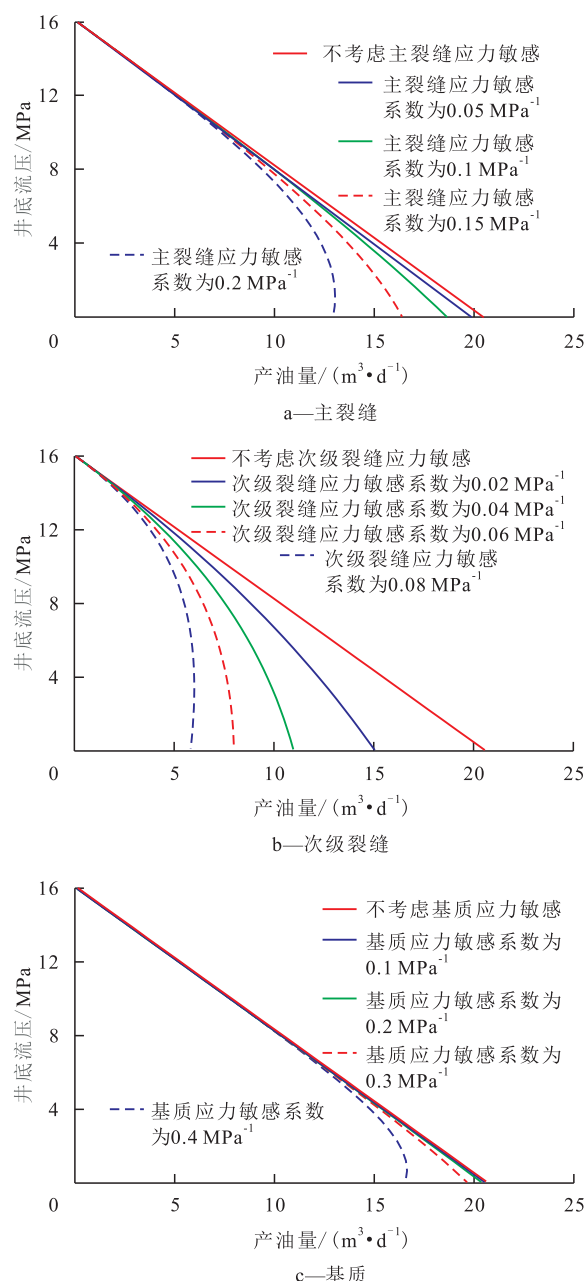 16
12
8
4
0
井底流压/MPa
不考虑主裂缝应力敏感
主裂缝应力敏感
系数为0.05 MPa⁻¹
主裂缝应力敏感
系数为0.1 MPa⁻¹
主裂缝应力敏感
系数为0.15 MPa⁻¹
主裂缝应力敏感
系数为0.2 MPa⁻¹
5 10 15 20 25
产油量/(m³•d⁻¹)
a—主裂缝
16
12
8
4
0
井底流压/MPa
不考虑次级裂缝应力敏感
次级裂缝应力敏感系数为0.02 MPa⁻¹
次级裂缝应力敏感系数为0.04 MPa⁻¹
次级裂缝应力敏感系数为0.06 MPa⁻¹
次级裂缝应力敏感
系数为0.08 MPa⁻¹
5 10 15 20 25
产油量/(m³•d⁻¹)
b—次级裂缝
16
12
8
4
0
井底流压/MPa
不考虑基质应力敏感
基质应力敏感系数为
0.1 MPa⁻¹
基质应力敏感系数为
0.2 MPa⁻¹
基质应力敏感系数为
0.3 MPa⁻¹
基质应力敏感系数
为0.4 MPa⁻¹
5 10 15 20 25
产油量/(m³•d⁻¹)
c—基质